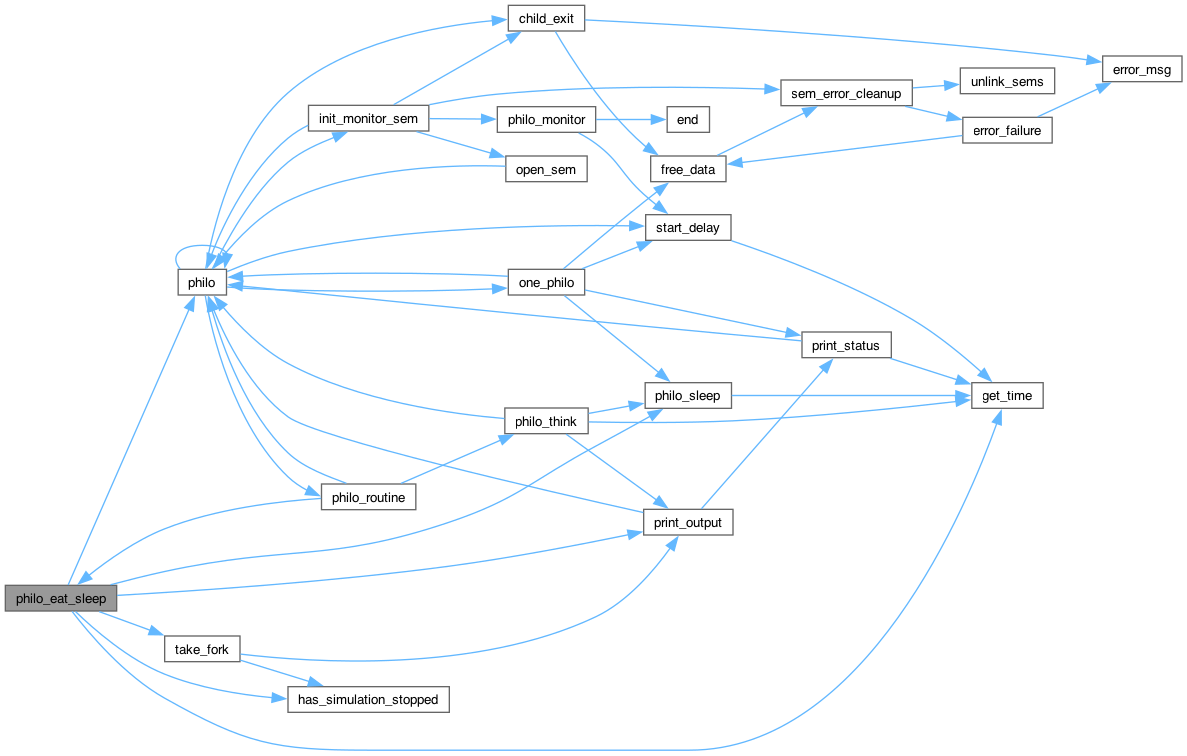 child_exit
error_msg
unlink_sems
sem_error_cleanup
init_monitor_sem
philo_monitor
end
error_failure
open_sem
free_data
start_delay
philo
one_philo
print_status
philo_sleep
get_time
philo_think
philo_routine
print_output
philo_eat_sleep
take_fork
has_simulation_stopped